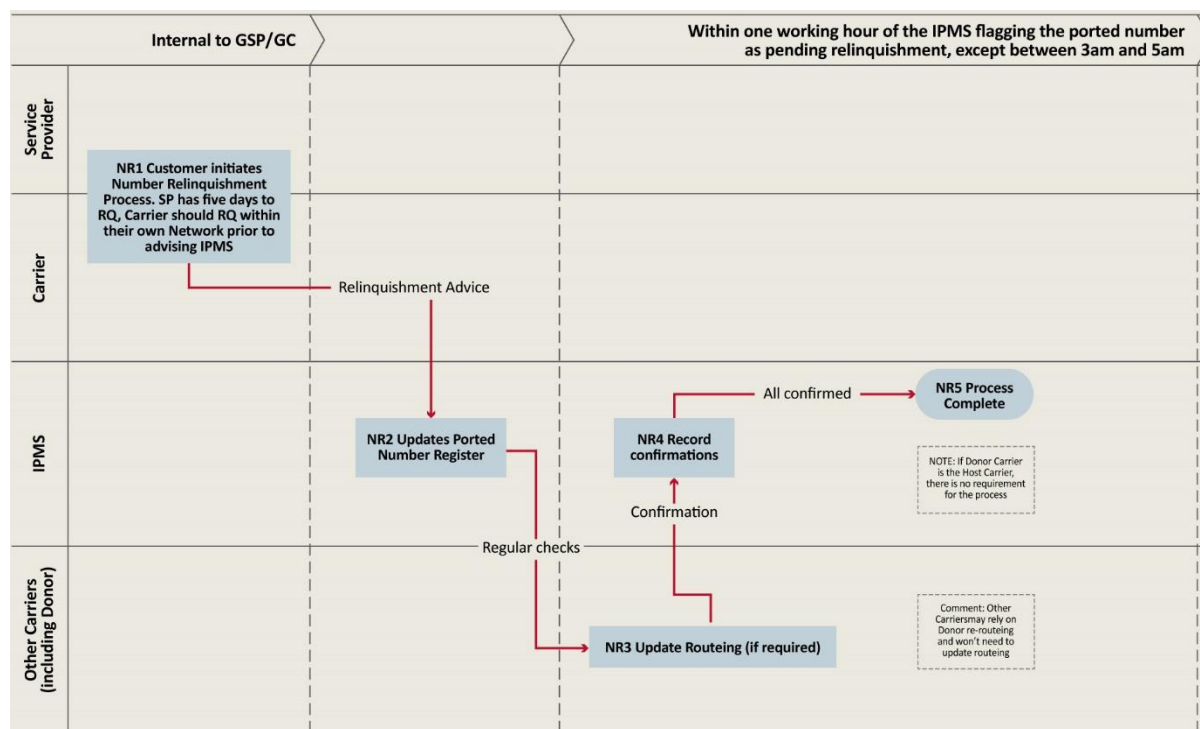 Internal to GSP/GC
Within one working hour of the IPMS flagging the ported number
as pending relinquishment, except between 3am and 5am
Service
Provider
NR1 Customer initiates
Number Relinquishment
Process. SP has five days to
RQ, Carrier should RQ within
their own Network prior to
advising IPMS
Carrier
Relinquishment Advice
IPMS
NR2 Updates Ported
Number Register
NR4 Record
confirmations
All confirmed
NR5 Process
Complete
NOTE: If Donor Carrier
is the Host Carrier,
there is no requirement
for the process
Confirmation
Regular checks
Other Carriers
(including Donor)
NR3 Update Routeing (if required)
Comment: Other
Carriersmay rely on
Donor re-routeing
and won't need to
update routeing